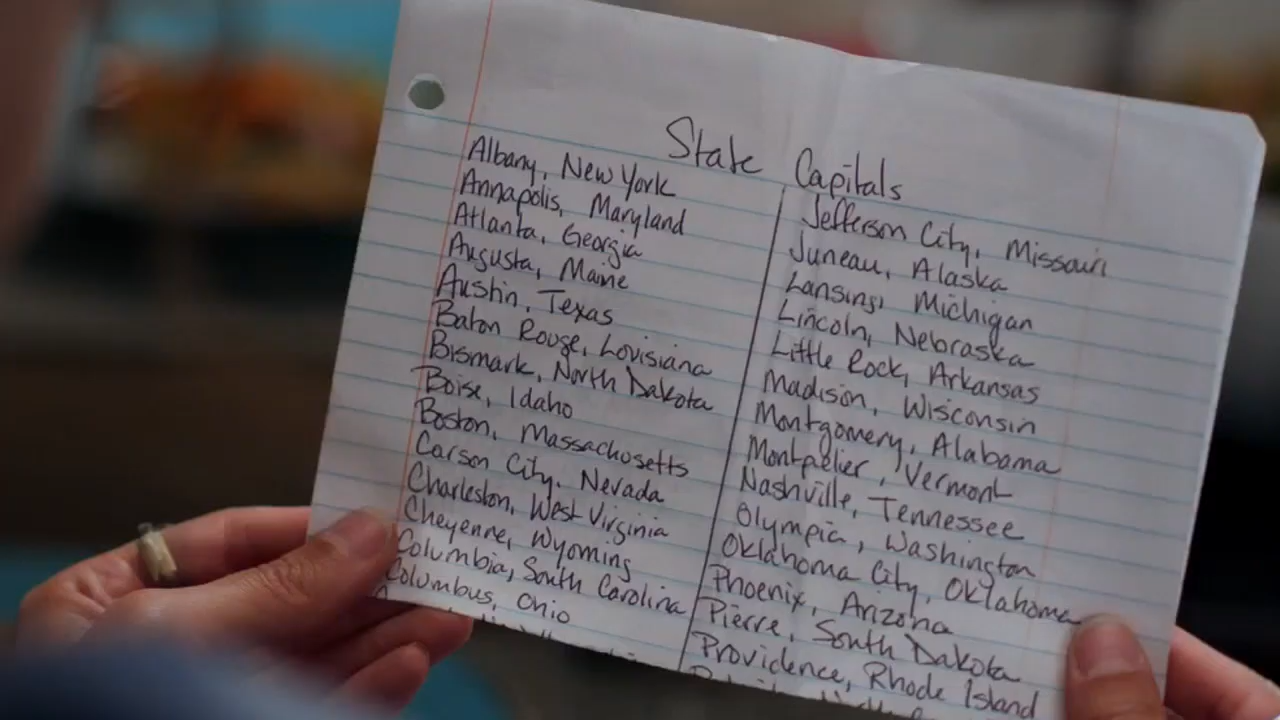 State Capitals
Albany, New York
Annapolis, Maryland
Atlanta, Georgia
Augusta, Maine
Austin, Texas
Baton Rouge, Louisiana
Bismark, North Dakota
Boise, Idaho
Boston, Massachosetts
Carson City, Nevada
Charleston, West Virginia
Cheyenne, Wyoming
Columbia, South Carolina
Columbus, Ohio
Jefferson City, Missouri
Juneau, Alaska
Lansing, Michigan
Lincoln, Nebraska
Little Rock, Arkansas
Madison, Wisconsin
Montgomery, Alabama
Montpelier, Vermont
Nashville, Tennessee
Olympia, Washington
Oklahoma City, Oklahoma
Phoenix, Arizona
Pierre, South Dakota
Providence, Rhode Island